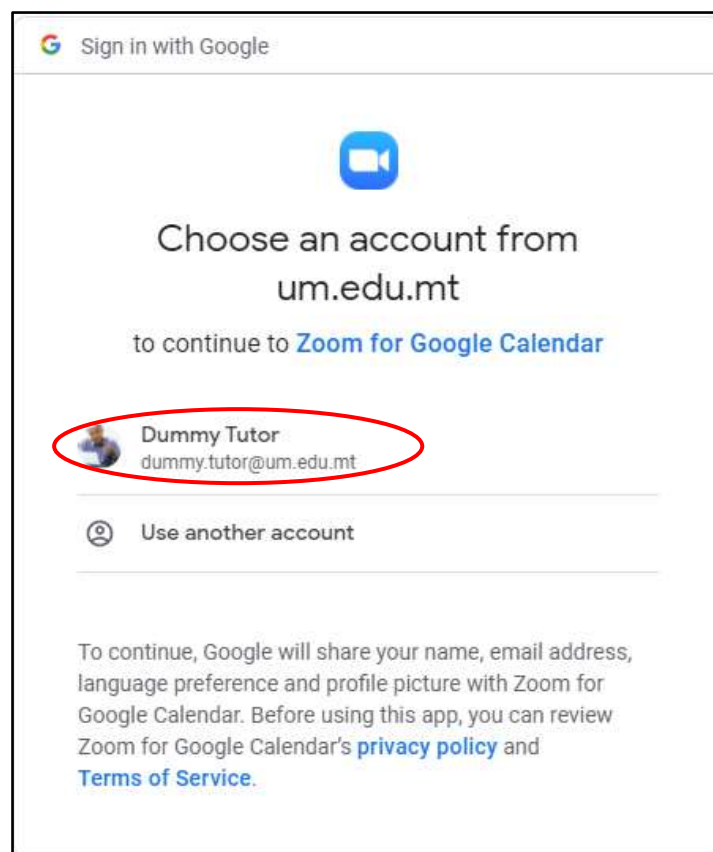 Sign in with Google
Choose an account from
um.edu.mt
to continue to Zoom for Google Calendar
Dummy Tutor
dummy.tutor@um.edu.mt
Use another account
To continue, Google will share your name, email address,
language preference and profile picture with Zoom for
Google Calendar. Before using this app, you can review
Zoom for Google Calendar's privacy policy and
Terms of Service.